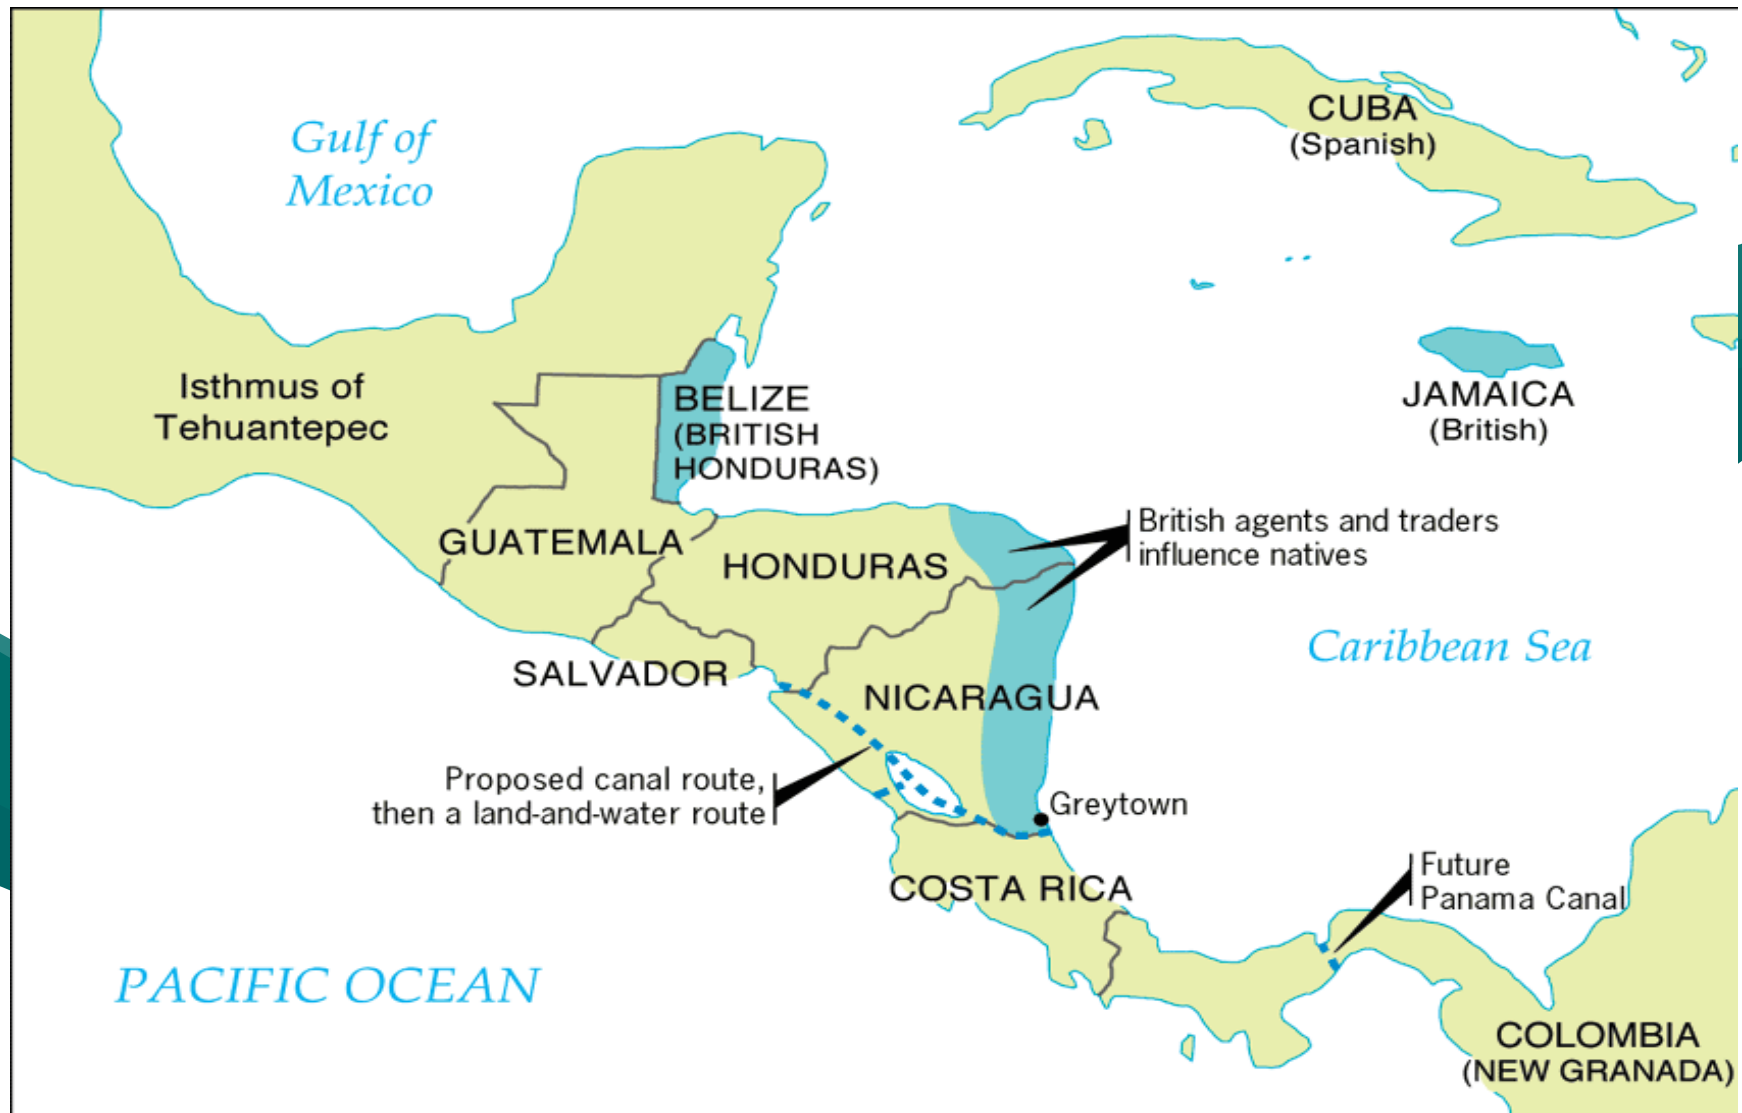 Gulf of
Mexico
CUBA
(Spanish)
Isthmus of
Tehuantepec
BELIZE
(BRITISH
HONDURAS)
JAMAICA
(British)
GUATEMALA
HONDURAS
British agents and traders
influence natives
SALVADOR
NICARAGUA
Caribbean Sea
Proposed canal route,
then a land-and-water route
Greytown
COSTA RICA
Future
Panama Canal
PACIFIC OCEAN
COLOMBIA
(NEW GRANADA)